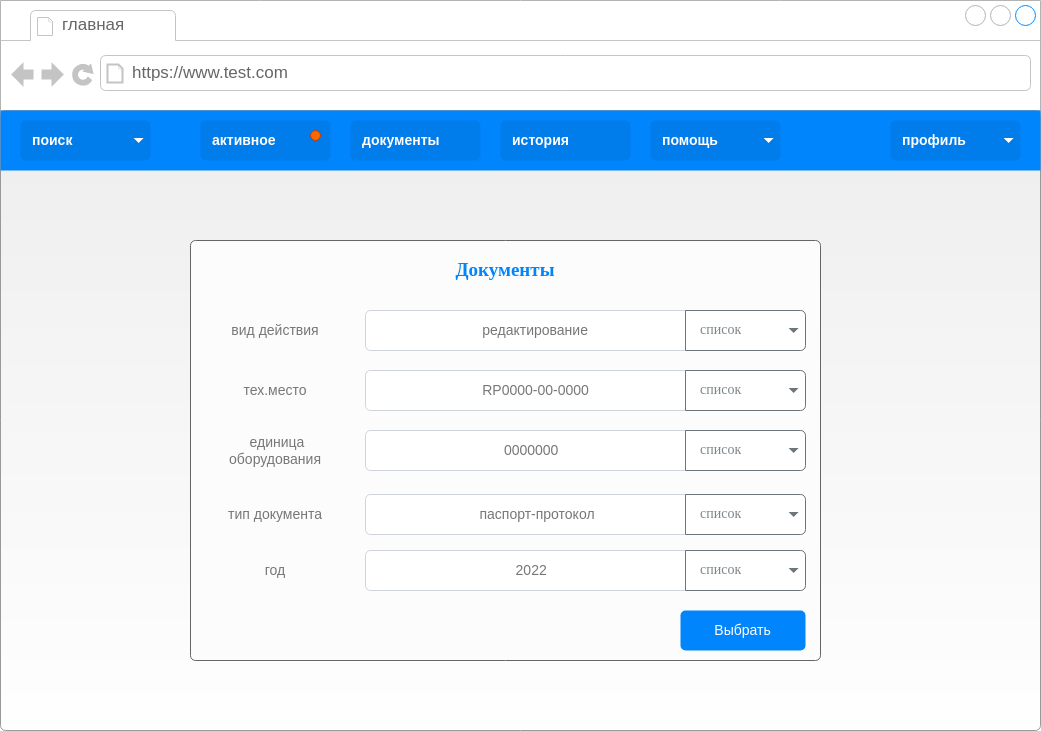 главная
https://www.test.com
поиск
активное
документы
история
помощь
профиль
Документы
вид действия
редактирование
список
тех.место
RP0000-00-0000
список
единица
оборудования
0000000
список
тип документа
паспорт-протокол
список
год
2022
список
Выбрать